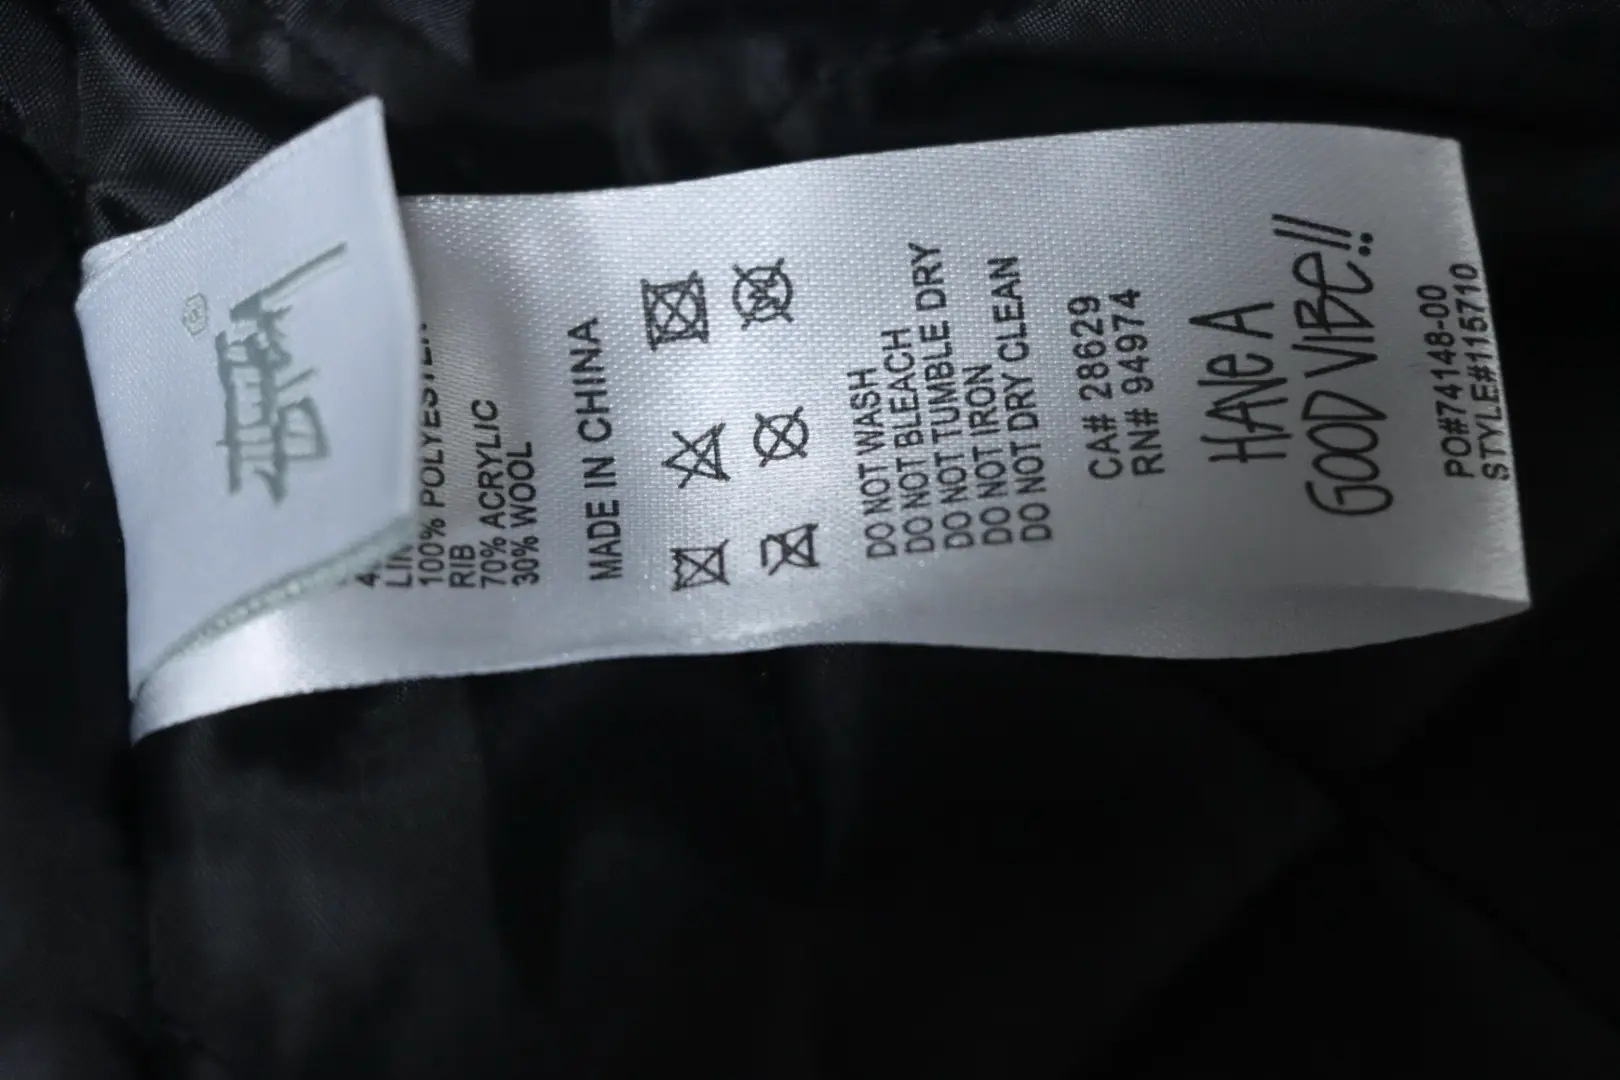 100% POLYESTER
RIB
70% ACRYLIC
30% WOOL
MADE IN CHINA
DO NOT WASH
DO NOT BLEACH
DO NOT TUMBLE DRY
DO NOT IRON
DO NOT DRY CLEAN
CA# 28629
RN# 94974
HAVE A
GOOD VIBE!!
PO#74148-00
STYLE#115710